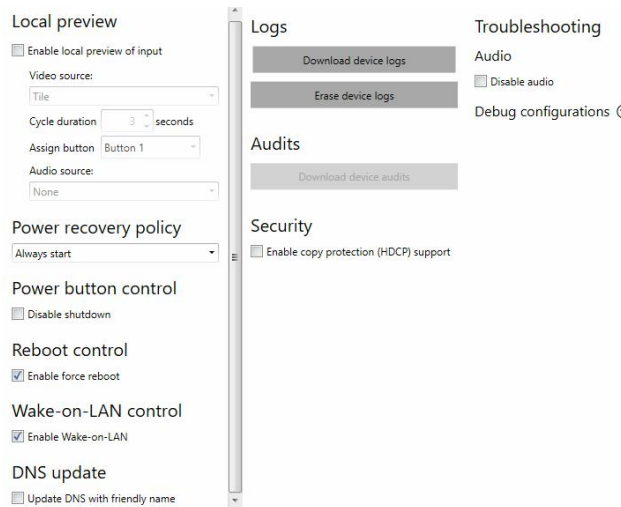 Local preview
Enable local preview of input
Video source:
Tile
Cycle duration 3 seconds
Assign button Button 1
Audio source:
None
Power recovery policy
Always start
Power button control
Disable shutdown
Reboot control
Enable force reboot
Wake-on-LAN control
Enable Wake-on-LAN
DNS update
Update DNS with friendly name
Logs
Download device logs
Erase device logs
Audits
Download device audits
Security
Enable copy protection (HDCP) support
Troubleshooting
Audio
Disable audio
Debug configurations